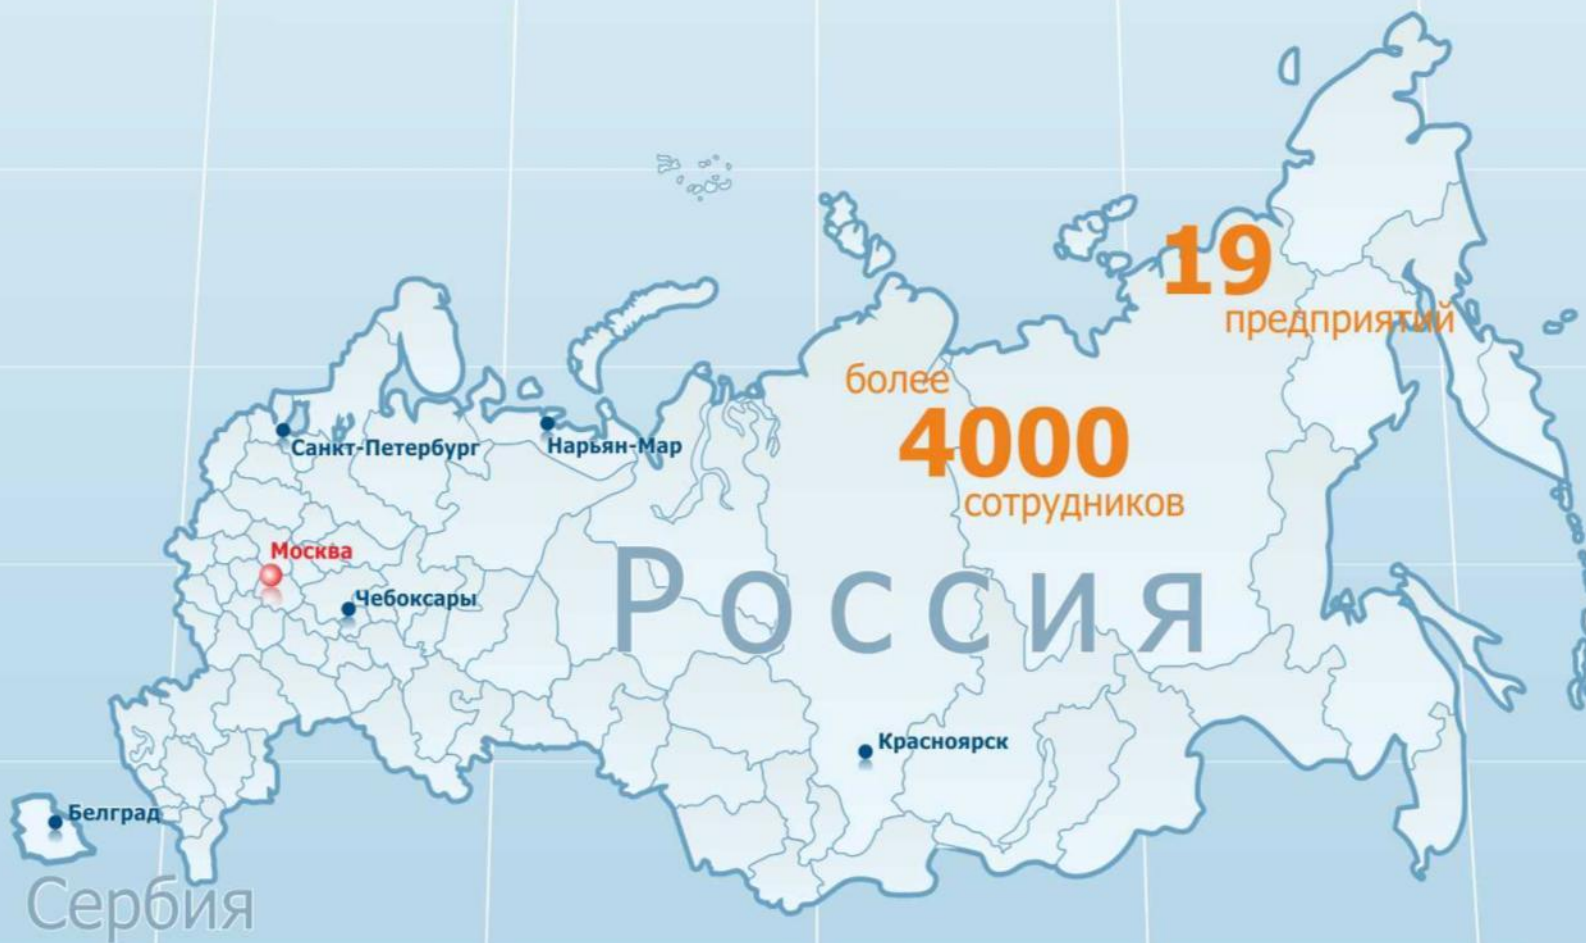 19
предприятий
более
4000
сотрудников
Санкт-Петербург
Нарьян-Мар
Москва
Чебоксары
Россия
Красноярск
Белград
Сербия